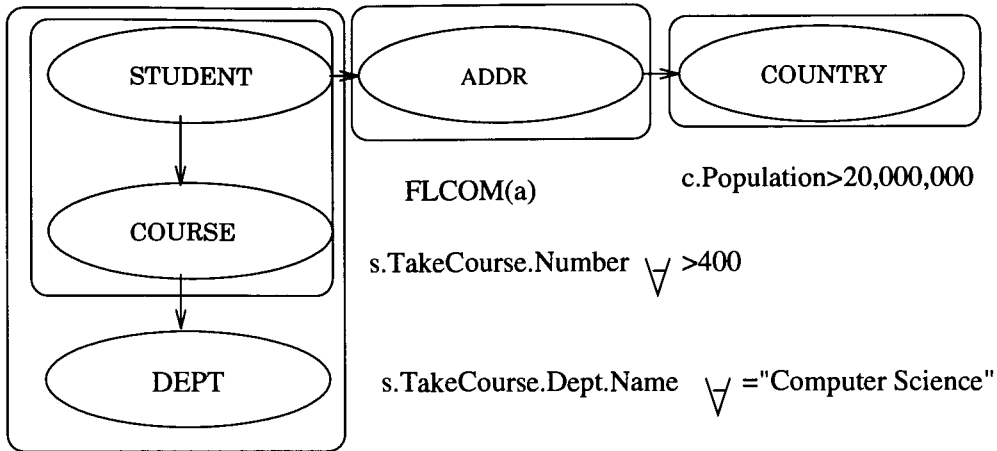 STUDENT
ADDR
COUNTRY
FLCOM(a)
c.Population>20,000,000
COURSE
s.TakeCourse.Number ∀ >400
DEPT
s.TakeCourse.Dept.Name ∀ ="Computer Science"